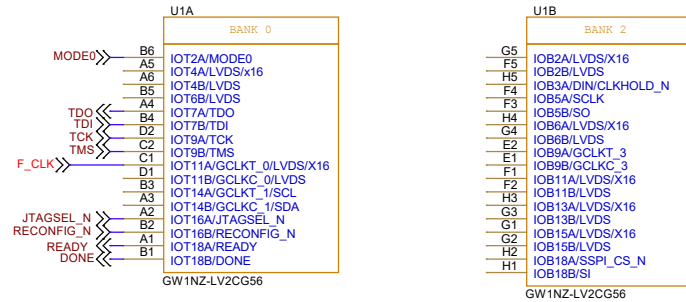 U1A
BANK 0
MODE0 B6 IOT2A/MODE0
A5 IOT4A/LVDS/x16
A6 IOT4B/LVDS
B5 IOT6B/LVDS
TDO A4 IOT7A/TDO
TDI B4 IOT7B/TDI
TCK D2 IOT9A/TCK
TMS C2 IOT9B/TMS
F_CLK C1 IOT11A/GCLKT_0/LVDS/X16
D1 IOT11B/GCLKC_0/LVDS
B3 IOT14A/GCLKT_1/SCL
A3 IOT14B/GCLKC_1/SDA
JTAGSEL_N A2 IOT16A/JTAGSEL_N
RECONFIG_N B2 IOT16B/RECONFIG_N
READY A1 IOT18A/READY
DONE B1 IOT18B/DONE
GW1NZ-LV2CG56
U1B
BANK 2
G5 IOB2A/LVDS/X16
F5 IOB2B/LVDS
H5 IOB3A/DIN/CLKHOLD_N
F4 IOB5A/SCLK
F3 IOB5B/SO
H4 IOB6A/LVDS/X16
G4 IOB6B/LVDS
E2 IOB9A/GCLKT_3
E1 IOB9B/GCLKC_3
F1 IOB11A/LVDS/X16
F2 IOB11B/LVDS
H3 IOB13A/LVDS/X16
G3 IOB13B/LVDS
G1 IOB15A/LVDS/X16
G2 IOB15B/LVDS
H2 IOB18A/SSPI_CS_N
H1 IOB18B/SI
GW1NZ-LV2CG56